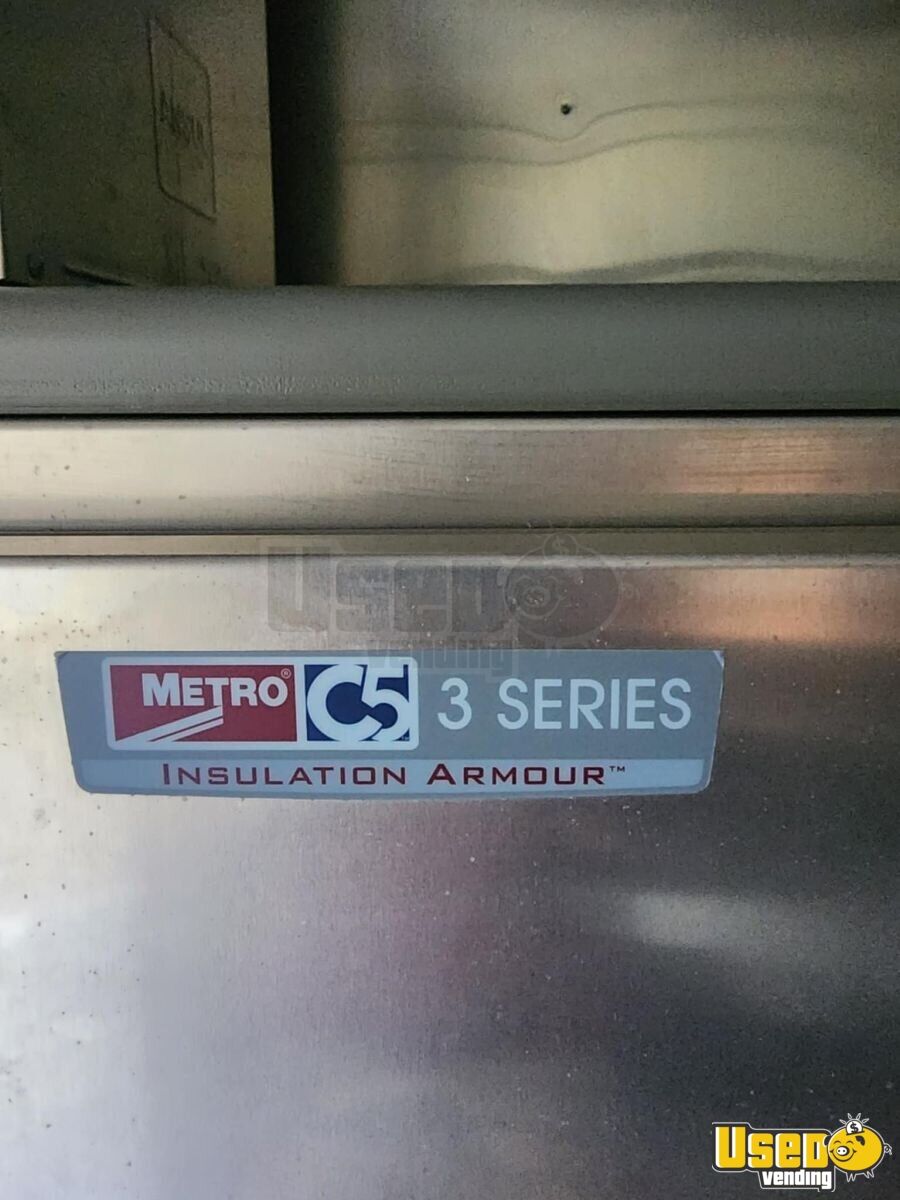 Used
vending
METRO® C5 3 SERIES
INSULATION ARMOUR™
USED
vending